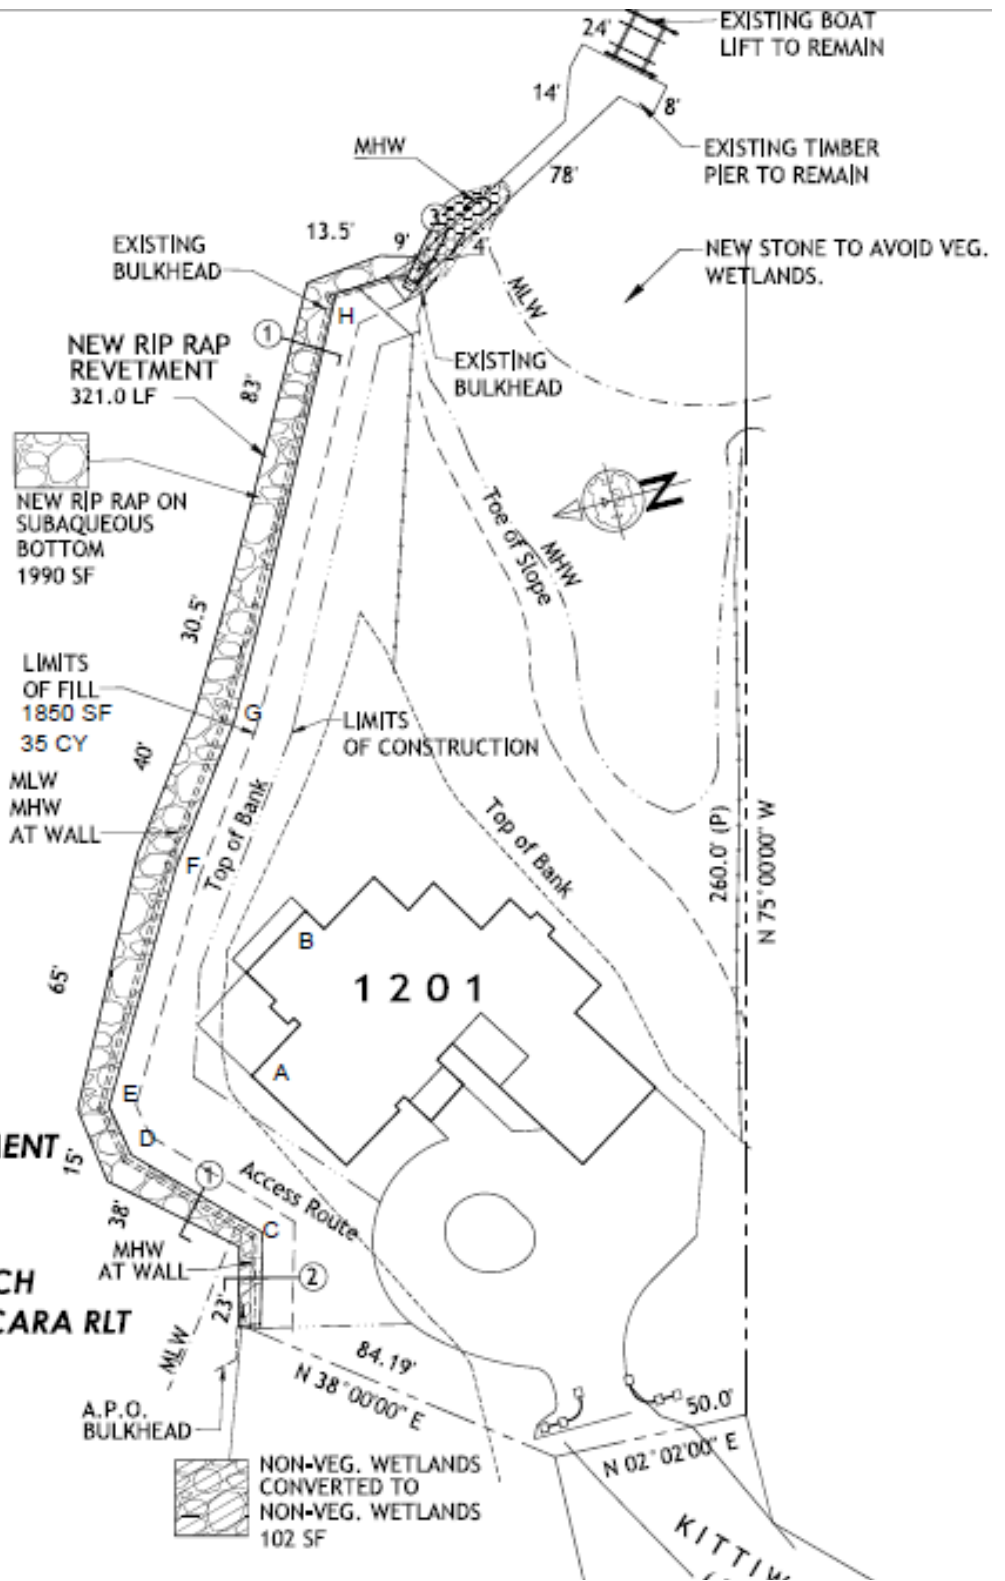 24'
EXISTING BOAT
LIFT TO REMAIN
14'
8'
MHW
EXISTING TIMBER
PIER TO REMAIN
78'
3
13.5'
9'
4'
EXISTING
BULKHEAD
NEW STONE TO AVOID VEG.
WETLANDS.
MLW
H
1
NEW RIP RAP
REVETMENT
321.0 LF
EXISTING
BULKHEAD
83'
NEW RIP RAP ON
SUBAQUEOUS
BOTTOM
1990 SF
N
Toe of Slope
MHW
30.5'
LIMITS
OF FILL
1850 SF
35 CY
G
LIMITS
OF CONSTRUCTION
40'
MLW
MHW
AT WALL
Top of Bank
Top of Bank
260.0' (P)
N 75°00'00" W
F
B
65'
1201
A
E
D
MENT
15'
1
Access Route
38'
C
MHW
AT WALL
2
CH
CARA RLT
23'
MLW
84.19'
N 38°00'00" E
A.P.O.
BULKHEAD
50.0'
N 02°02'00" E
NON-VEG. WETLANDS
CONVERTED TO
NON-VEG. WETLANDS
102 SF
KITTIW